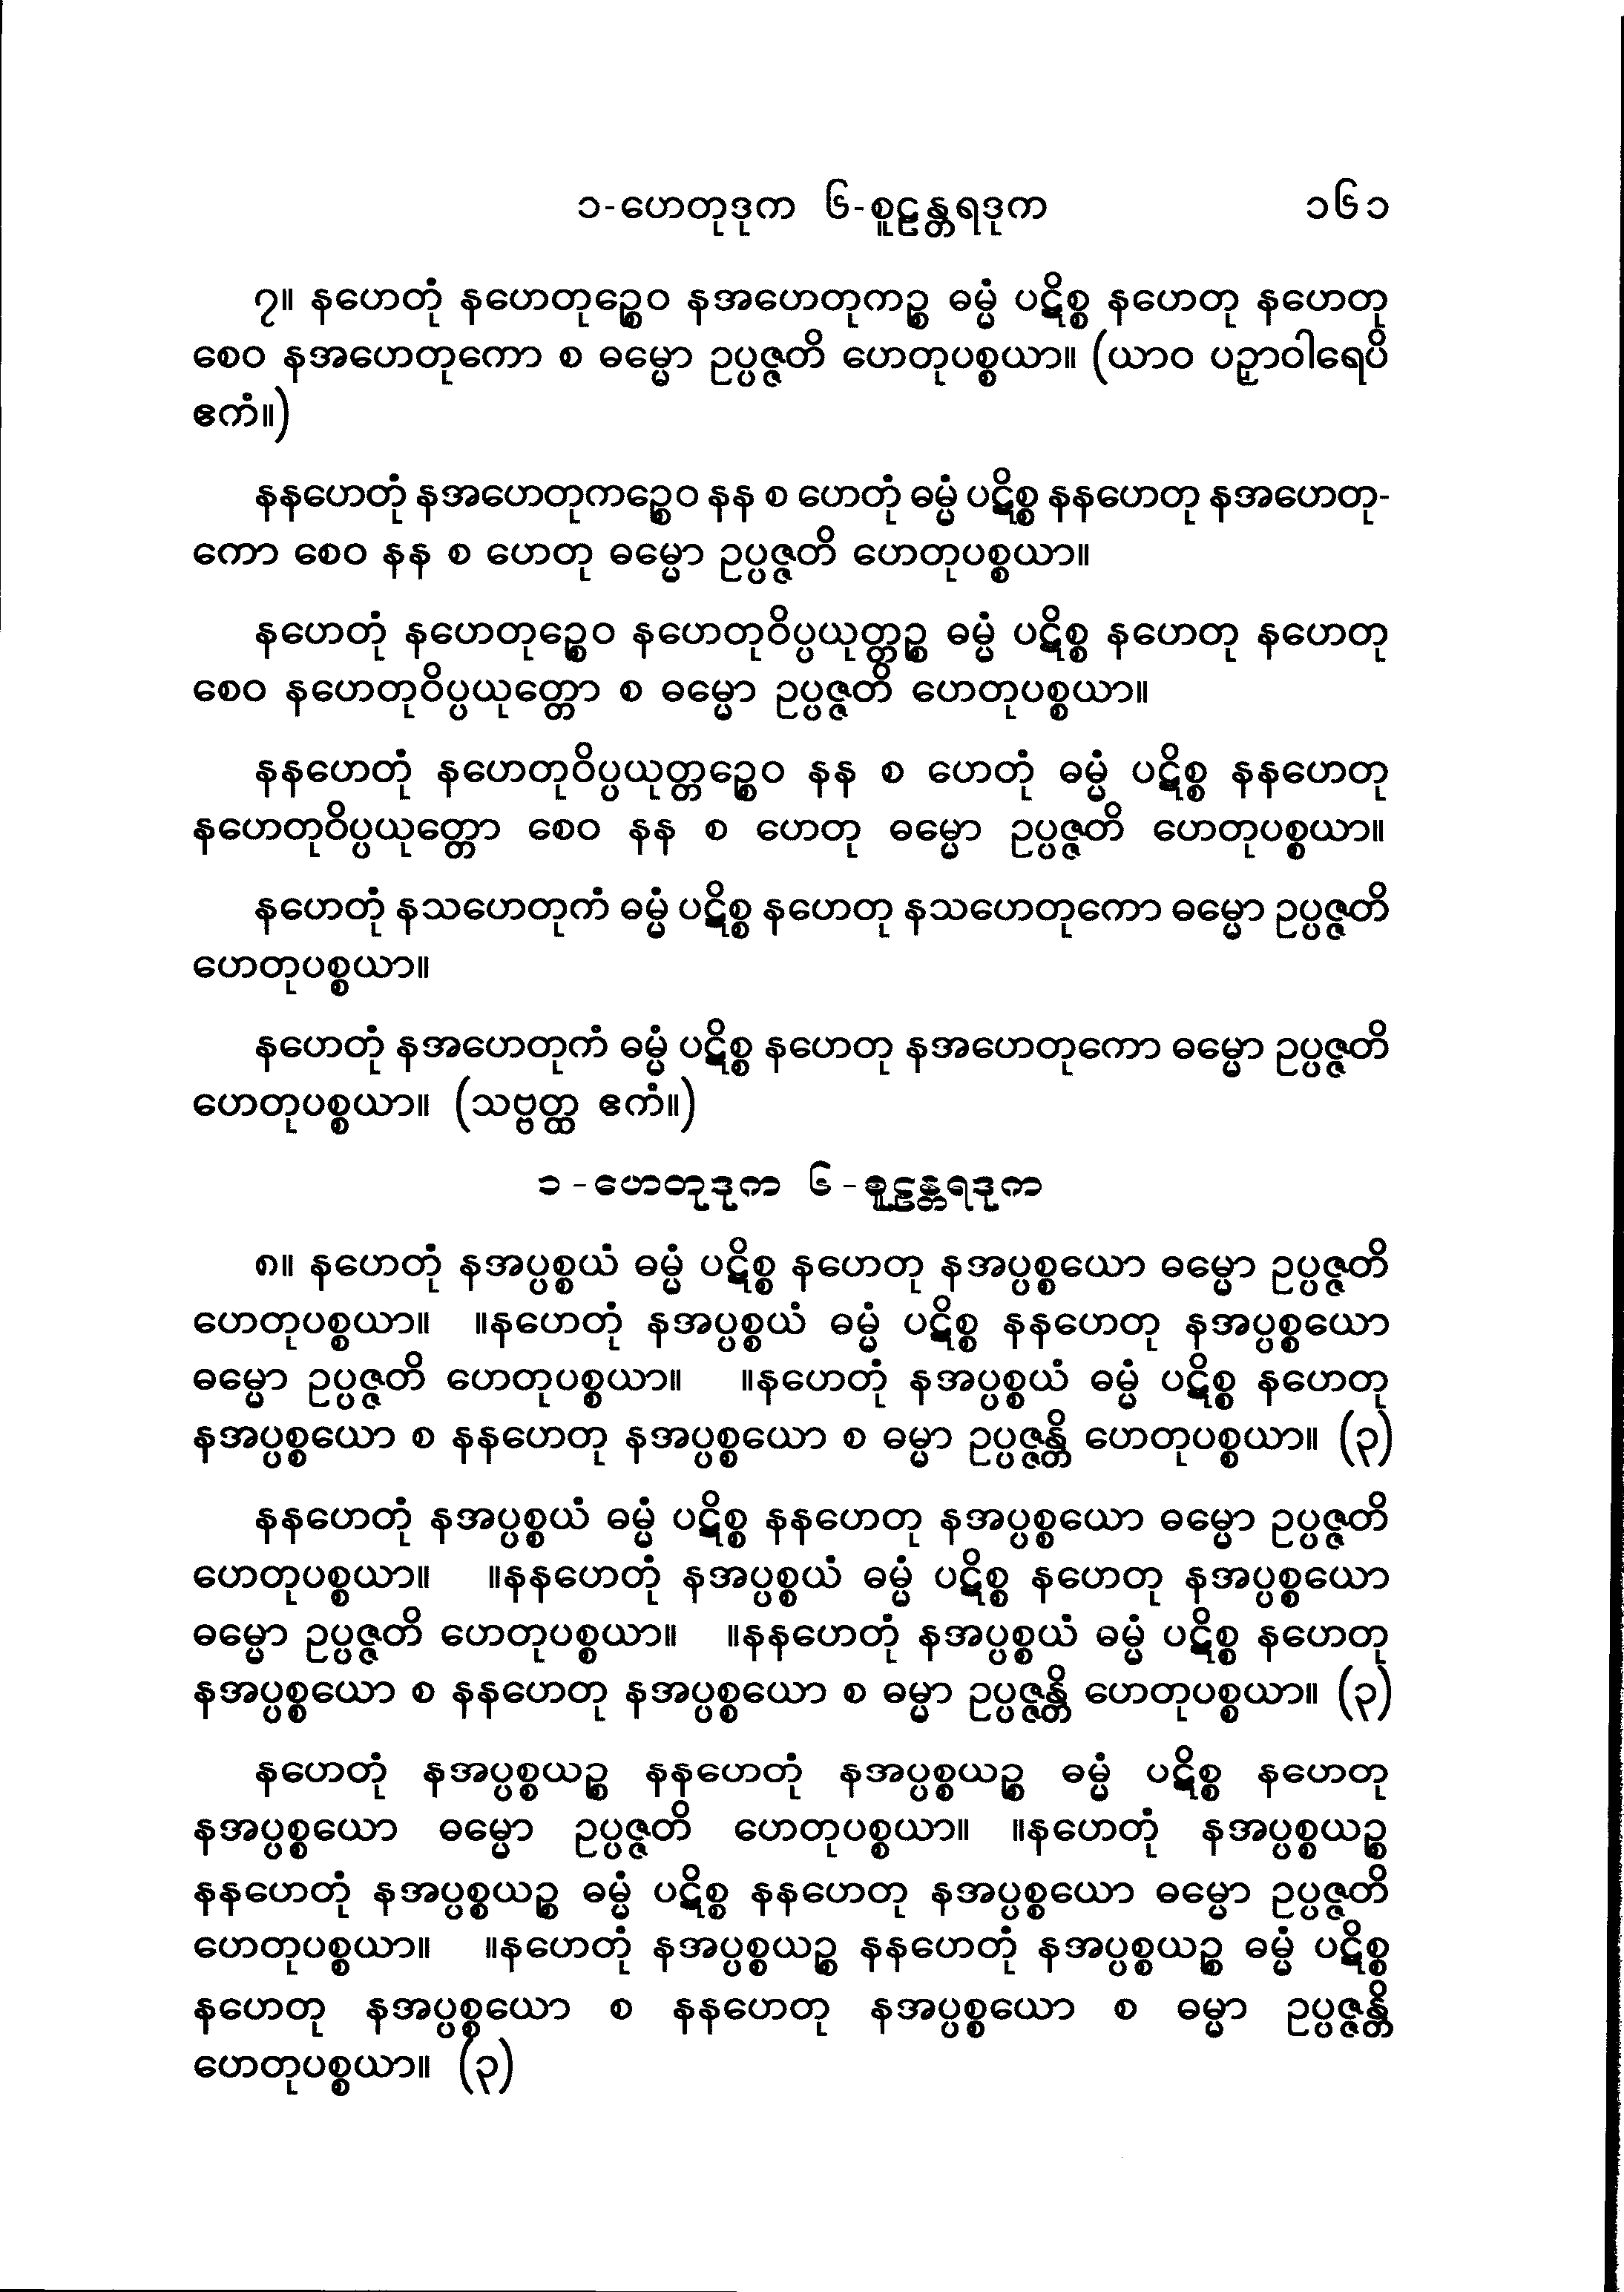 ၁-ဟေတုဒုက ၆-စူဠန္တရဒုက ၁၆၁
၇။ နဟေတုံ နဟေတုဉ္စေဝ နအဟေတုကဉ္စ ဓမ္မံ ပဋိစ္စ နဟေတု နဟေတု
စေဝ နအဟေတုကော စ ဓမ္မော ဥပ္ပဇ္ဇတိ ဟေတုပစ္စယာ။ (ယာဝ ပဉှာဝါရေပိ
ဧကံ။)
နနဟေတုံ နအဟေတုကဉ္စေဝ နန စ ဟေတုံ ဓမ္မံ ပဋိစ္စ နနဟေတု နအဟေတု-
ကော စေဝ နန စ ဟေတု ဓမ္မော ဥပ္ပဇ္ဇတိ ဟေတုပစ္စယာ။
နဟေတုံ နဟေတုဉ္စေဝ နဟေတုဝိပ္ပယုတ္တဉ္စ ဓမ္မံ ပဋိစ္စ နဟေတု နဟေတု
စေဝ နဟေတုဝိပ္ပယုတ္တော စ ဓမ္မော ဥပ္ပဇ္ဇတိ ဟေတုပစ္စယာ။
နနဟေတုံ နဟေတုဝိပ္ပယုတ္တဉ္စေဝ နန စ ဟေတုံ ဓမ္မံ ပဋိစ္စ နနဟေတု
နဟေတုဝိပ္ပယုတ္တော စေဝ နန စ ဟေတု ဓမ္မော ဥပ္ပဇ္ဇတိ ဟေတုပစ္စယာ။
နဟေတုံ နသဟေတုကံ ဓမ္မံ ပဋိစ္စ နဟေတု နသဟေတုကော ဓမ္မော ဥပ္ပဇ္ဇတိ
ဟေတုပစ္စယာ။
နဟေတုံ နအဟေတုကံ ဓမ္မံ ပဋိစ္စ နဟေတု နအဟေတုကော ဓမ္မော ဥပ္ပဇ္ဇတိ
ဟေတုပစ္စယာ။ (သဗ္ဗတ္ထ ဧကံ။)
၁-ဟေတုဒုက ၆-စူဠန္တရဒုက
၈။ နဟေတုံ နအပ္ပစ္စယံ ဓမ္မံ ပဋိစ္စ နဟေတု နအပ္ပစ္စယော ဓမ္မော ဥပ္ပဇ္ဇတိ
ဟေတုပစ္စယာ။ ။နဟေတုံ နအပ္ပစ္စယံ ဓမ္မံ ပဋိစ္စ နနဟေတု နအပ္ပစ္စယော
ဓမ္မော ဥပ္ပဇ္ဇတိ ဟေတုပစ္စယာ။ ။နဟေတုံ နအပ္ပစ္စယံ ဓမ္မံ ပဋိစ္စ နဟေတု
နအပ္ပစ္စယော စ နနဟေတု နအပ္ပစ္စယော စ ဓမ္မာ ဥပ္ပဇ္ဇန္တိ ဟေတုပစ္စယာ။ (၃)
နနဟေတုံ နအပ္ပစ္စယံ ဓမ္မံ ပဋိစ္စ နနဟေတု နအပ္ပစ္စယော ဓမ္မော ဥပ္ပဇ္ဇတိ
ဟေတုပစ္စယာ။ ။နနဟေတုံ နအပ္ပစ္စယံ ဓမ္မံ ပဋိစ္စ နဟေတု နအပ္ပစ္စယော
ဓမ္မော ဥပ္ပဇ္ဇတိ ဟေတုပစ္စယာ။ ။နနဟေတုံ နအပ္ပစ္စယံ ဓမ္မံ ပဋိစ္စ နဟေတု
နအပ္ပစ္စယော စ နနဟေတု နအပ္ပစ္စယော စ ဓမ္မာ ဥပ္ပဇ္ဇန္တိ ဟေတုပစ္စယာ။ (၃)
နဟေတုံ နအပ္ပစ္စယဉ္စ နနဟေတုံ နအပ္ပစ္စယဉ္စ ဓမ္မံ ပဋိစ္စ နဟေတု
နအပ္ပစ္စယော ဓမ္မော ဥပ္ပဇ္ဇတိ ဟေတုပစ္စယာ။ ။နဟေတုံ နအပ္ပစ္စယဉ္စ
နနဟေတုံ နအပ္ပစ္စယဉ္စ ဓမ္မံ ပဋိစ္စ နနဟေတု နအပ္ပစ္စယော ဓမ္မော ဥပ္ပဇ္ဇတိ
ဟေတုပစ္စယာ။ ။နဟေတုံ နအပ္ပစ္စယဉ္စ နနဟေတုံ နအပ္ပစ္စယဉ္စ ဓမ္မံ ပဋိစ္စ
နဟေတု နအပ္ပစ္စယော စ နနဟေတု နအပ္ပစ္စယော စ ဓမ္မာ ဥပ္ပဇ္ဇန္တိ
ဟေတုပစ္စယာ။ (၃)